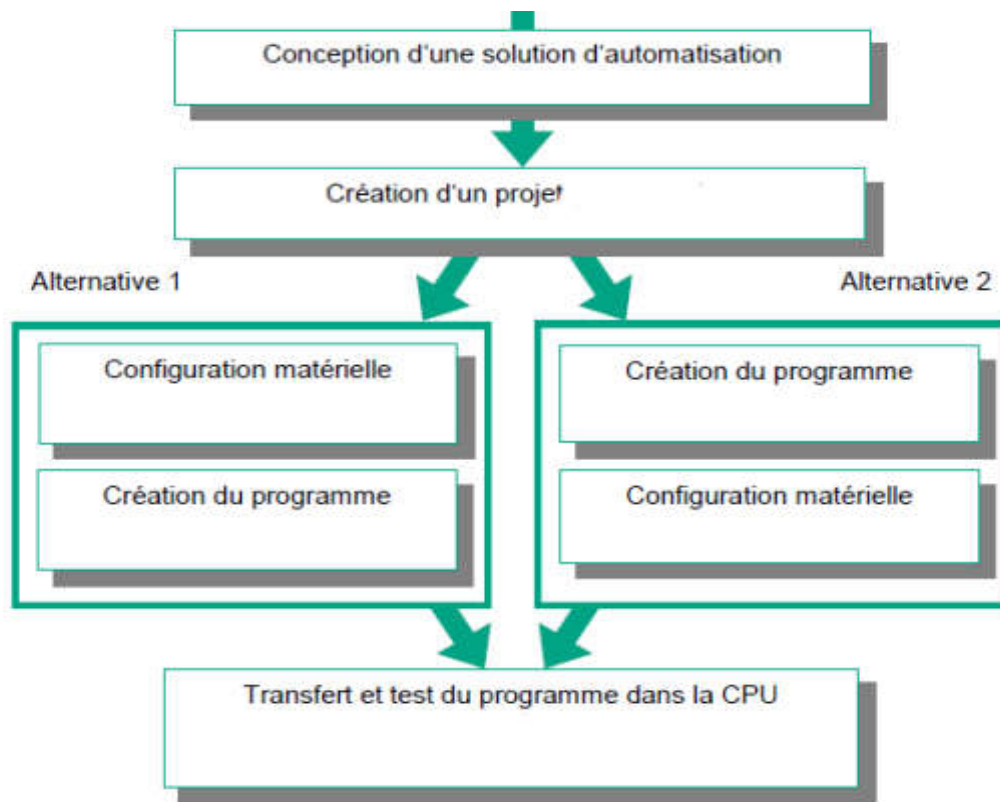 Conception d'une solution d'automatisation
Création d'un projet
Alternative 1
Alternative 2
Configuration matérielle
Création du programme
Création du programme
Configuration matérielle
Transfert et test du programme dans la CPU